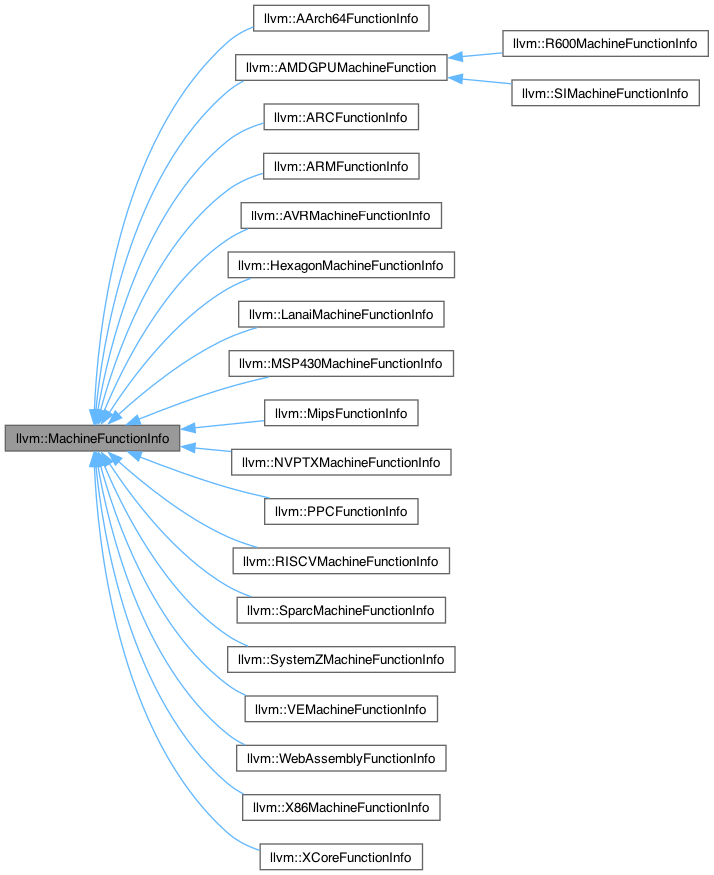 llvm::AArch64FunctionInfo
llvm::R600MachineFunctionInfo
llvm::AMDGPUMachineFunction
llvm::SIMachineFunctionInfo
llvm::ARCFunctionInfo
llvm::ARMFunctionInfo
llvm::AVRMachineFunctionInfo
llvm::HexagonMachineFunctionInfo
llvm::LanaiMachineFunctionInfo
llvm::MSP430MachineFunctionInfo
llvm::MipsFunctionInfo
llvm::MachineFunctionInfo
llvm::NVPTXMachineFunctionInfo
llvm::PPCFunctionInfo
llvm::RISCVMachineFunctionInfo
llvm::SparcMachineFunctionInfo
llvm::SystemZMachineFunctionInfo
llvm::VEMachineFunctionInfo
llvm::WebAssemblyFunctionInfo
llvm::X86MachineFunctionInfo
llvm::XCoreFunctionInfo